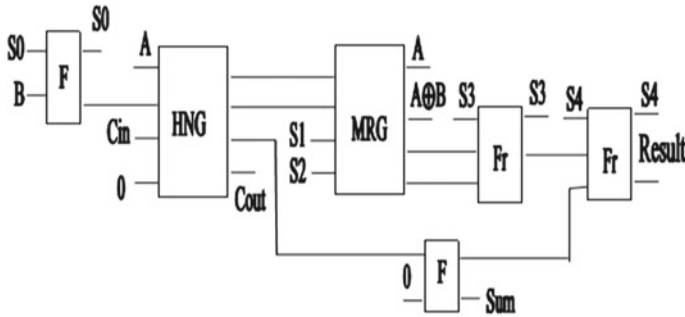 S0
S0
B
F
A
HNG
Cin
0
Cout
A
A⊕B
MRG
S1
S2
S3
S3
Fr
S4
S4
Fr
Result
0
F
Sum